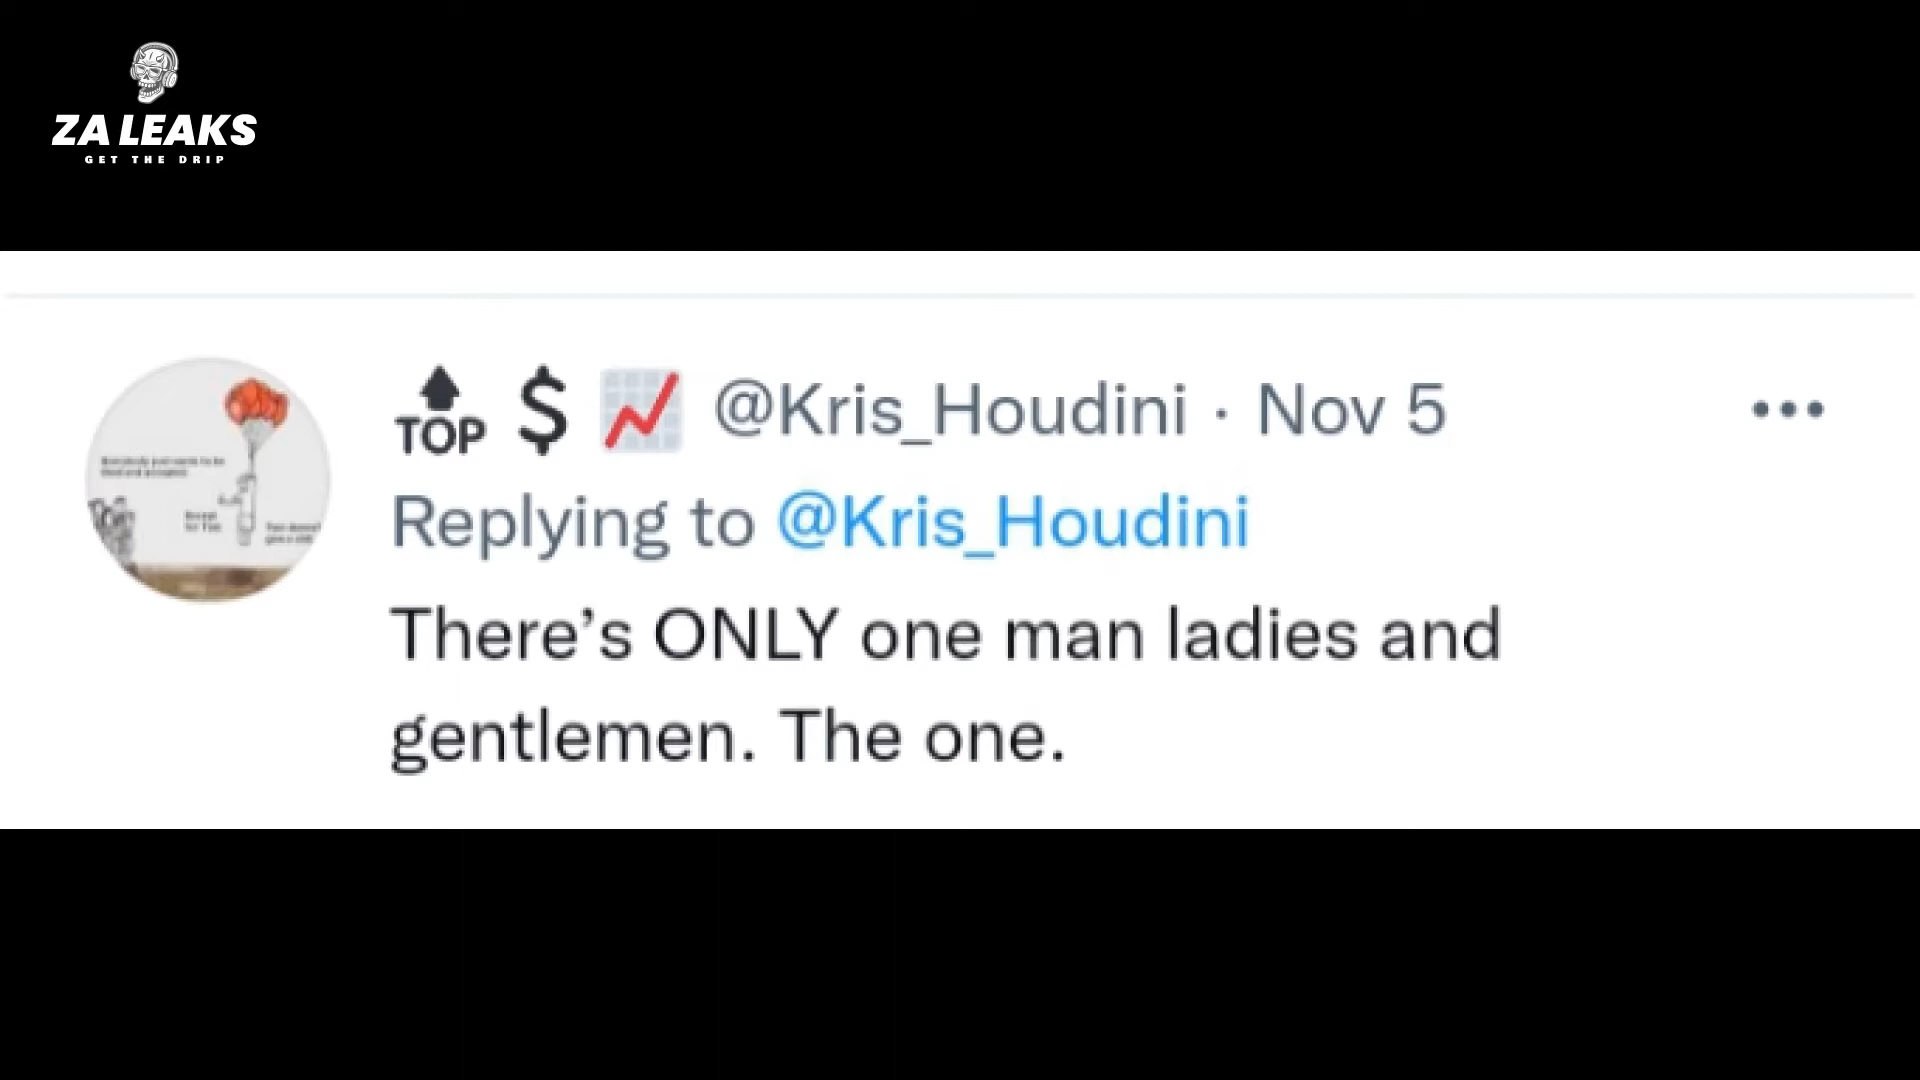 ZA LEAKS
GET THE DRIP
🔝 💲 📈 @Kris_Houdini · Nov 5
Replying to @Kris_Houdini
There’s ONLY one man ladies and
gentlemen. The one.